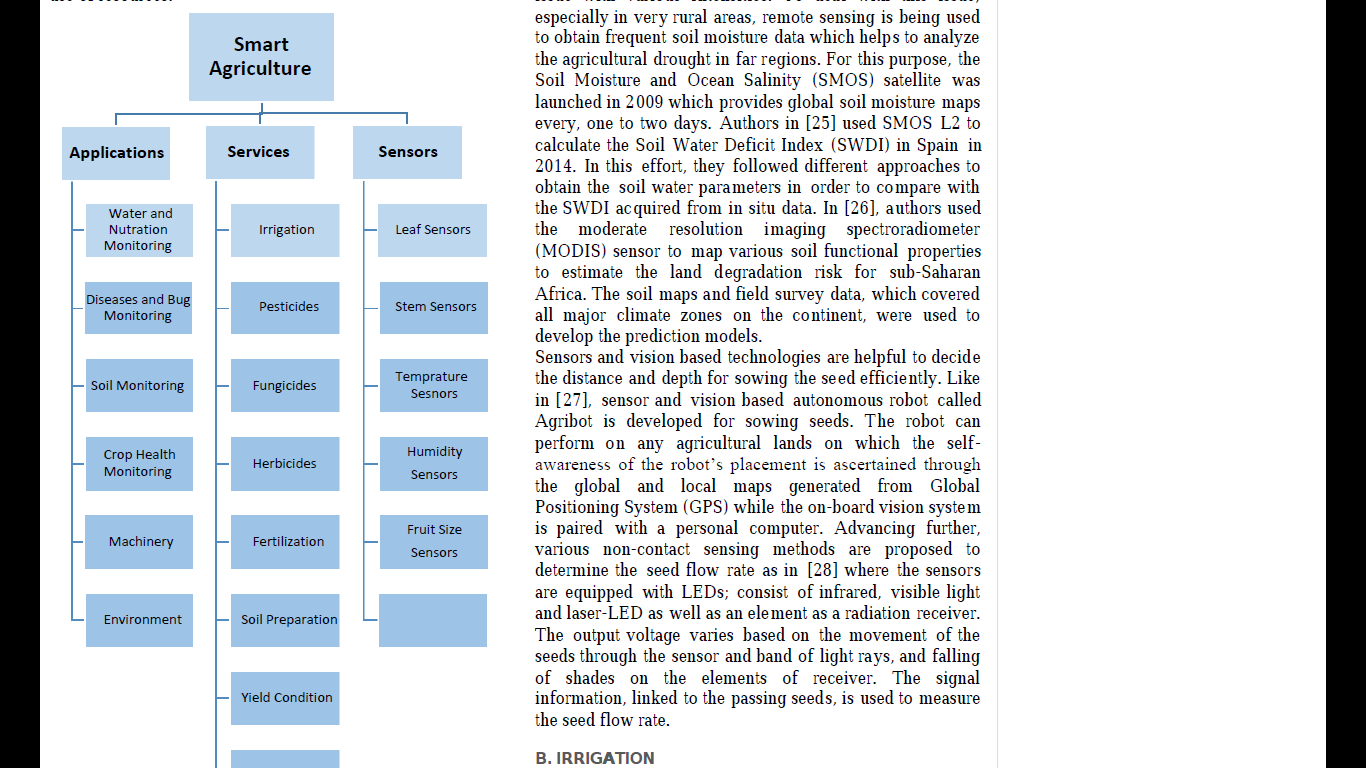 Smart
Agriculture
Applications
Services
Sensors
Water and
Nutration
Monitoring
Diseases and Bug
Monitoring
Soil Monitoring
Crop Health
Monitoring
Machinery
Environment
Irrigation
Pesticides
Fungicides
Herbicides
Fertilization
Soil Preparation
Yield Condition
Leaf Sensors
Stem Sensors
Temprature
Sesnors
Humidity
Sensors
Fruit Size
Sensors
especially in very rural areas, remote sensing is being used
to obtain frequent soil moisture data which helps to analyze
the agricultural drought in far regions. For this purpose, the
Soil Moisture and Ocean Salinity (SMOS) satellite was
launched in 2009 which provides global soil moisture maps
every, one to two days. Authors in [25] used SMOS L2 to
calculate the Soil Water Deficit Index (SWDI) in Spain in
2014. In this effort, they followed different approaches to
obtain the soil water parameters in order to compare with
the SWDI acquired from in situ data. In [26], authors used
the moderate resolution imaging spectroradiometer
(MODIS) sensor to map various soil functional properties
to estimate the land degradation risk for sub-Saharan
Africa. The soil maps and field survey data, which covered
all major climate zones on the continent, were used to
develop the prediction models.
Sensors and vision based technologies are helpful to decide
the distance and depth for sowing the seed efficiently. Like
in [27], sensor and vision based autonomous robot called
Agribot is developed for sowing seeds. The robot can
perform on any agricultural lands on which the self-
awareness of the robot’s placement is ascertained through
the global and local maps generated from Global
Positioning System (GPS) while the on-board vision system
is paired with a personal computer. Advancing further,
various non-contact sensing methods are proposed to
determine the seed flow rate as in [28] where the sensors
are equipped with LEDs; consist of infrared, visible light
and laser-LED as well as an element as a radiation receiver.
The output voltage varies based on the movement of the
seeds through the sensor and band of light rays, and falling
of shades on the elements of receiver. The signal
information, linked to the passing seeds, is used to measure
the seed flow rate.
B. IRRIGATION